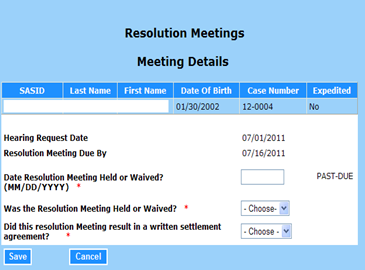 Resolution Meetings
Meeting Details
SASID Last Name First Name Date Of Birth Case Number Expedited
01/30/2002 12-0004 No
Hearing Request Date 07/01/2011
Resolution Meeting Due By 07/16/2011
Date Resolution Meeting Held or Waived? PAST-DUE
(MM/DD/YYYY) *
Was the Resolution Meeting Held or Waived? * - Choose-
Did this resolution Meeting result in a written settlement
agreement? * - Choose -
Save Cancel